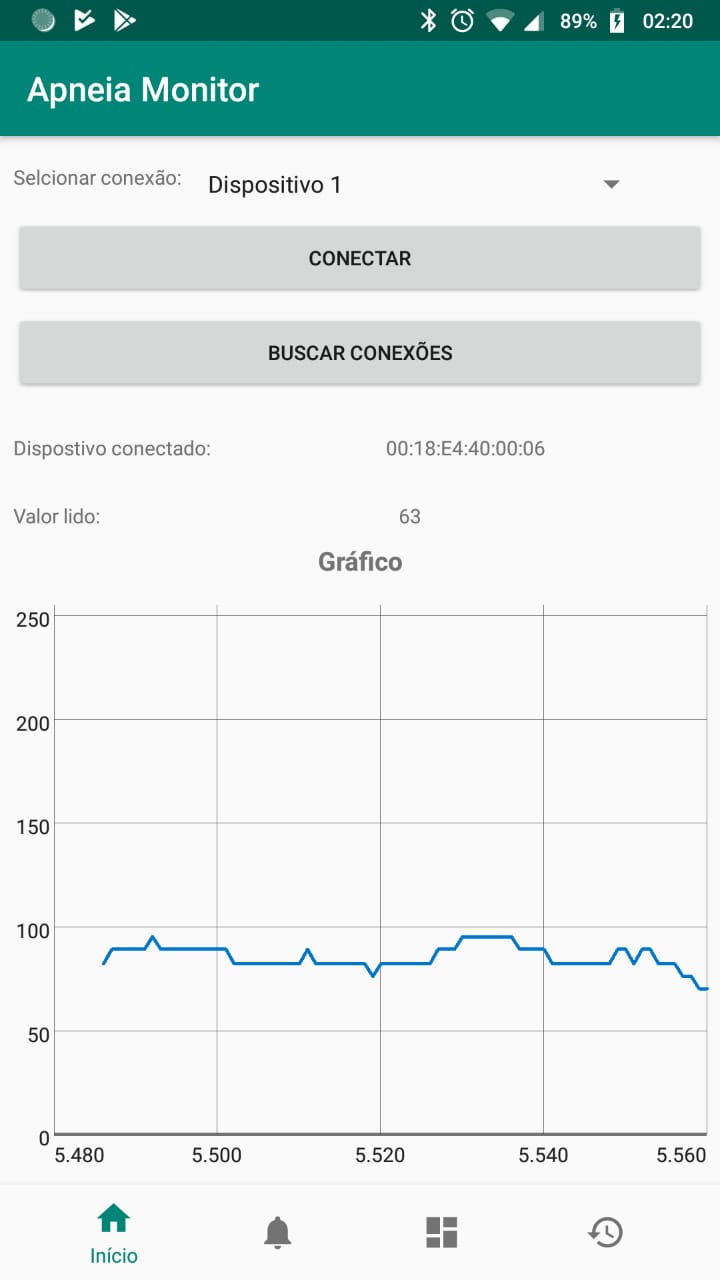 89% 02:20
Apneia Monitor
Selcionar conexão: Dispositivo 1
CONECTAR
BUSCAR CONEXÕES
Dispostivo conectado: 00:18:E4:40:00:06
Valor lido: 63
Gráfico
250
200
150
100
50
0
5.480 5.500 5.520 5.540 5.560
Início